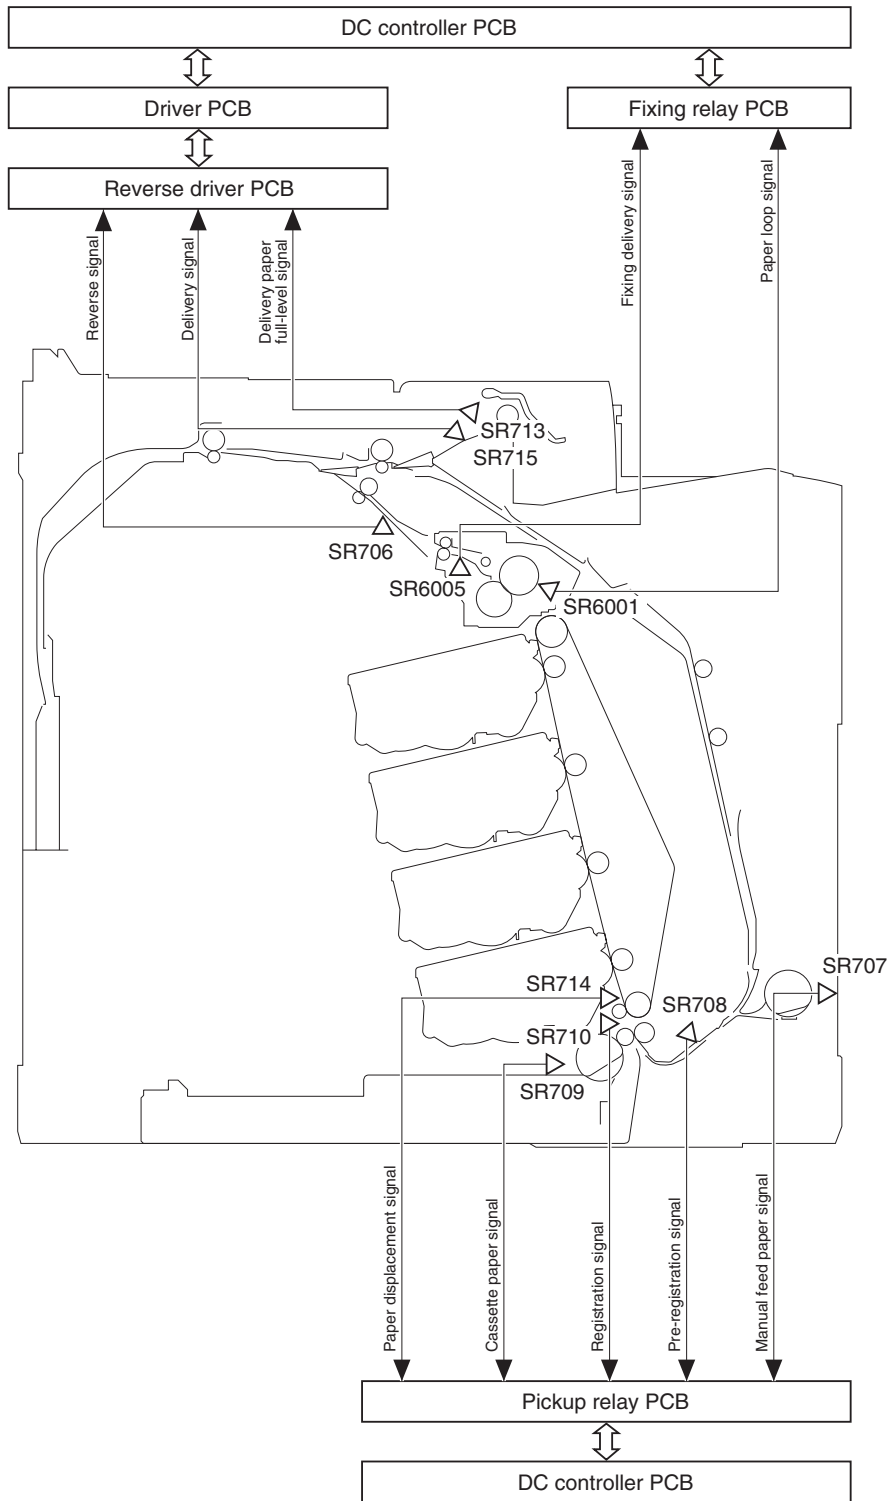 DC controller PCB
Driver PCB
Fixing relay PCB
Reverse driver PCB
Reverse signal
Delivery signal
Delivery paper
full-level signal
Fixing delivery signal
Paper loop signal
SR713
SR715
SR706
SR6005
SR6001
SR707
SR714
SR708
SR710
SR709
Paper displacement signal
Cassette paper signal
Registration signal
Pre-registration signal
Manual feed paper signal
Pickup relay PCB
DC controller PCB